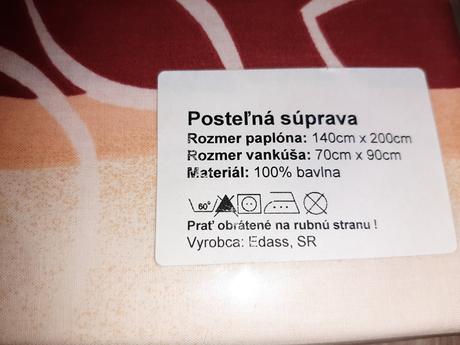 Posteľná súprava
Rozmer paplóna: 140cm x 200cm
Rozmer vankúša: 70cm x 90cm
Materiál: 100% bavlna
60°
Prať obrátené na rubnú stranu !
Vyrobca: Edass, SR